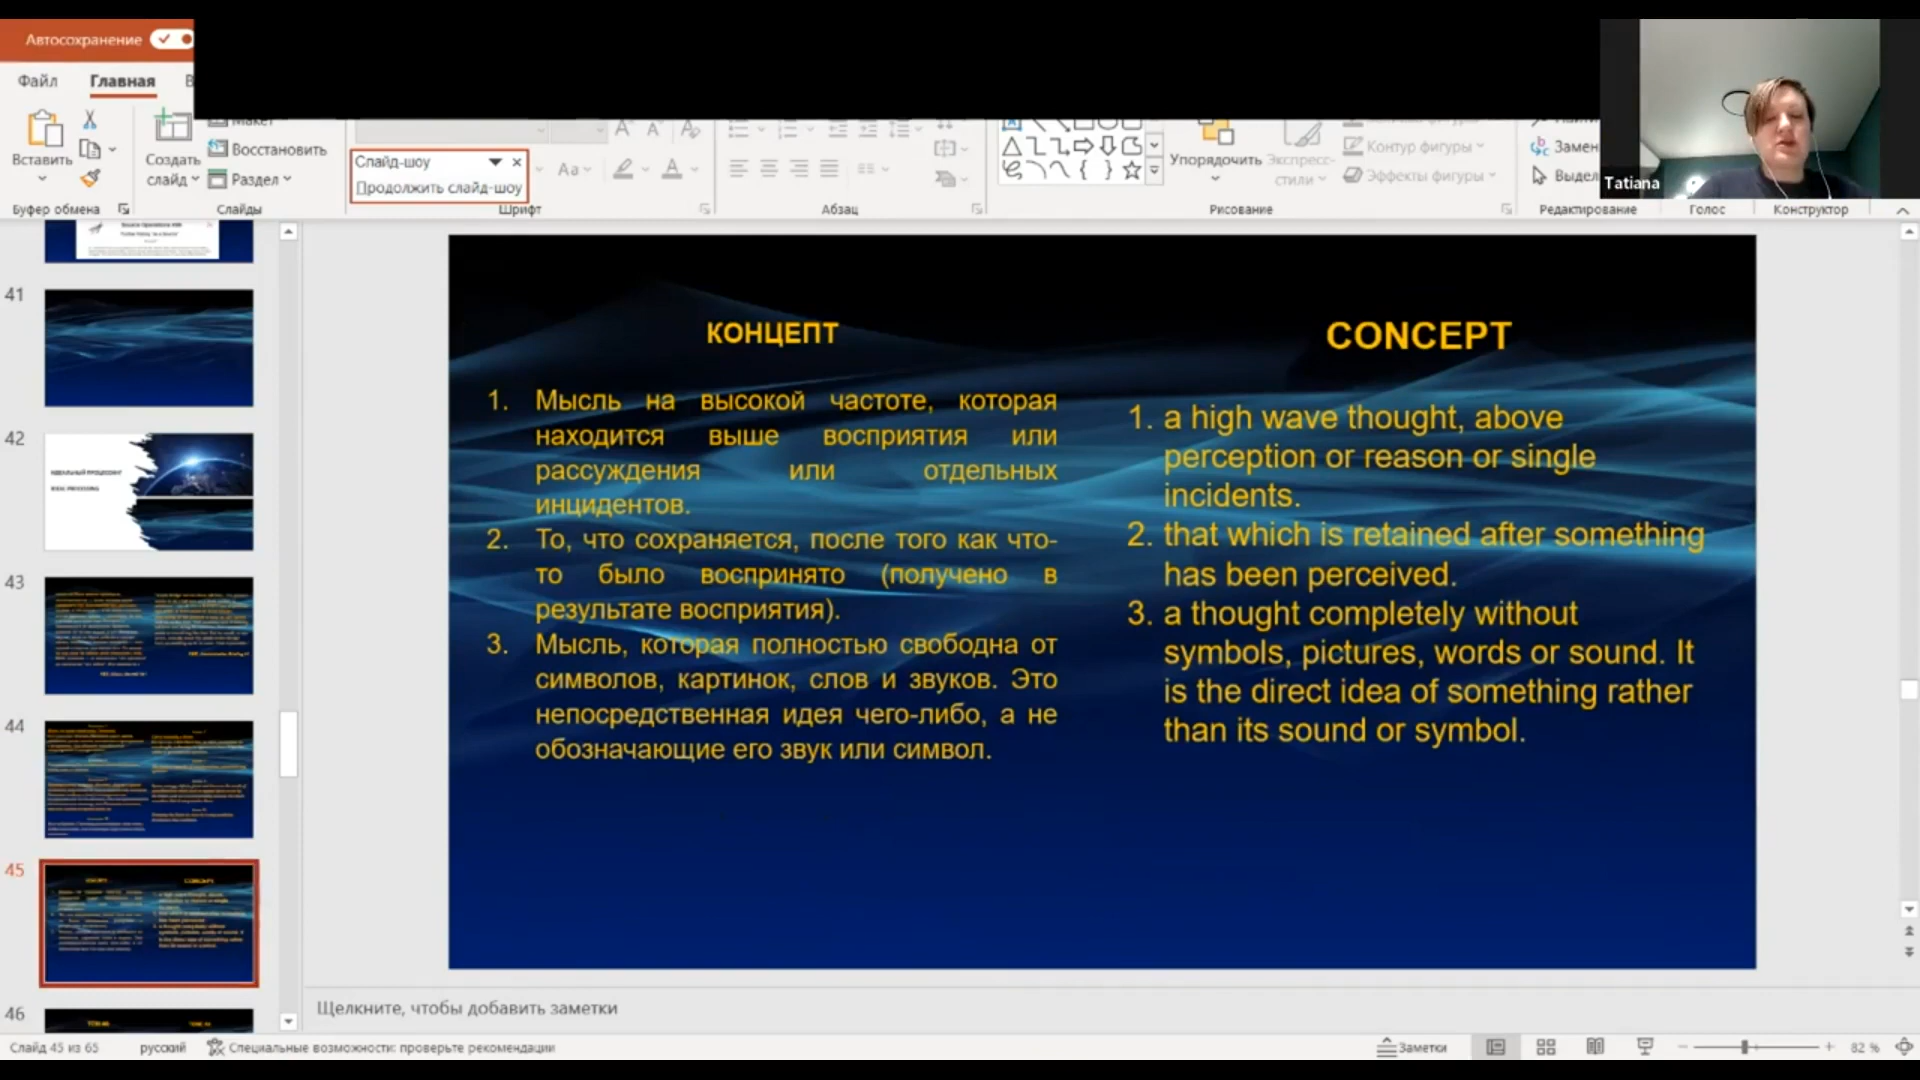 Автосохранение
Файл
Главная
В
Вставить
Создать
слайд
Макет
Восстановить
Раздел
Слайд-шоу
Продолжить слайд-шоу
Aa
Упорядочить
Экспресс-
стили
Контур фигуры
Эффекты фигуры
Замен
Выдел
Tatiana
Буфер обмена
Слайды
Шрифт
Абзац
Рисование
Редактирование
Голос
Конструктор
41
42
43
44
45
46
КОНЦЕПТ
1. Мысль на высокой частоте, которая
находится выше восприятия или
рассуждения или отдельных
инцидентов.
2. То, что сохраняется, после того как что-
то было воспринято (получено в
результате восприятия).
3. Мысль, которая полностью свободна от
символов, картинок, слов и звуков. Это
непосредственная идея чего-либо, а не
обозначающие его звук или символ.
CONCEPT
1. a high wave thought, above
perception or reason or single
incidents.
2. that which is retained after something
has been perceived.
3. a thought completely without
symbols, pictures, words or sound. It
is the direct idea of something rather
than its sound or symbol.
Щелкните, чтобы добавить заметки
Слайд 45 из 65
русский
Специальные возможности: проверьте рекомендации
Заметки
82 %